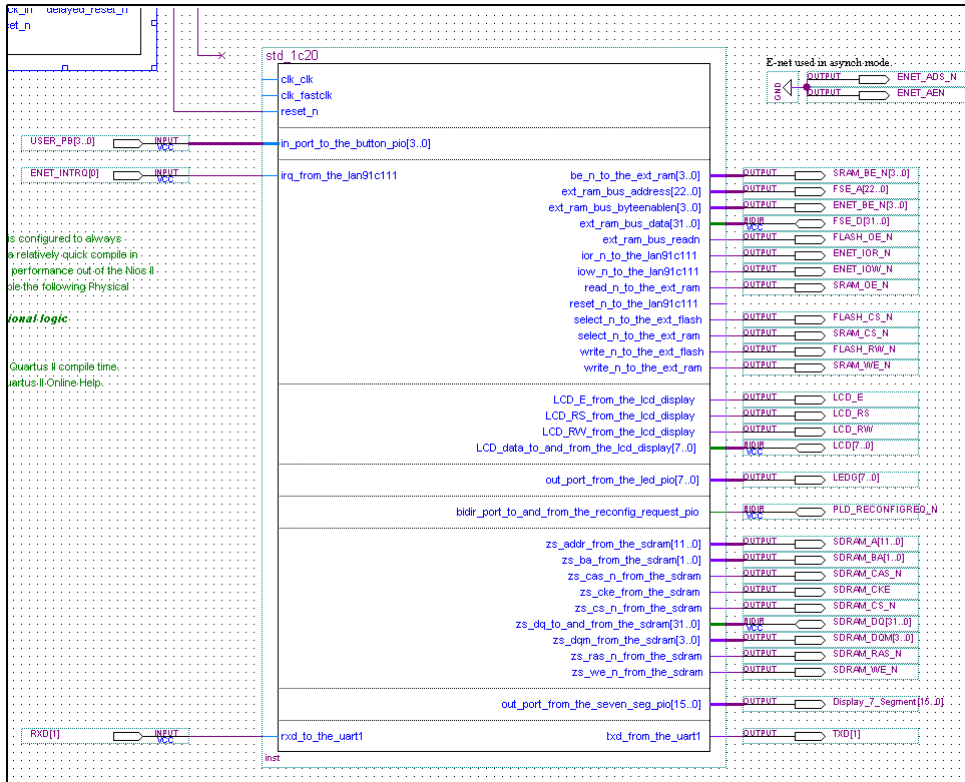 ck_in delayed_reset_n
et_n
std_1c20
clk_clk
clk_fastclk
reset_n
E-net used in asynch mode.
GND
OUTPUT ENET_ADS_N
OUTPUT ENET_AEN
USER_PB[3..0] INPUT VCC in_port_to_the_button_pio[3..0]
ENET_INTRQ[0] INPUT VCC irq_from_the_lan91c111
be_n_to_the_ext_ram[3..0] OUTPUT SRAM_BE_N[3..0]
ext_ram_bus_address[22..0] OUTPUT FSE_A[22..0]
ext_ram_bus_byteenablen[3..0] OUTPUT ENET_BE_N[3..0]
ext_ram_bus_data[31..0] BIDIR VCC FSE_D[31..0]
is configured to always
ext_ram_bus_readn OUTPUT FLASH_OE_N
a relatively quick compile in
ior_n_to_the_lan91c111 OUTPUT ENET_IOR_N
performance out of the Nios II
iow_n_to_the_lan91c111 OUTPUT ENET_IOW_N
ble the following Physical
read_n_to_the_ext_ram OUTPUT SRAM_OE_N
reset_n_to_the_lan91c111
ional logic
select_n_to_the_ext_flash OUTPUT FLASH_CS_N
select_n_to_the_ext_ram OUTPUT SRAM_CS_N
write_n_to_the_ext_flash OUTPUT FLASH_RW_N
Quartus II compile time.
write_n_to_the_ext_ram OUTPUT SRAM_WE_N
uartus II Online Help.
LCD_E_from_the_lcd_display OUTPUT LCD_E
LCD_RS_from_the_lcd_display OUTPUT LCD_RS
LCD_RW_from_the_lcd_display OUTPUT LCD_RW
LCD_data_to_and_from_the_lcd_display[7..0] BIDIR VCC LCD[7..0]
out_port_from_the_led_pio[7..0] OUTPUT LEDG[7..0]
bidir_port_to_and_from_the_reconfig_request_pio BIDIR VCC PLD_RECONFIGREQ_N
zs_addr_from_the_sdram[11..0] OUTPUT SDRAM_A[11..0]
zs_ba_from_the_sdram[1..0] OUTPUT SDRAM_BA[1..0]
zs_cas_n_from_the_sdram OUTPUT SDRAM_CAS_N
zs_cke_from_the_sdram OUTPUT SDRAM_CKE
zs_cs_n_from_the_sdram OUTPUT SDRAM_CS_N
zs_dq_to_and_from_the_sdram[31..0] BIDIR VCC SDRAM_DQ[31..0]
zs_dqm_from_the_sdram[3..0] OUTPUT SDRAM_DQM[3..0]
zs_ras_n_from_the_sdram OUTPUT SDRAM_RAS_N
zs_we_n_from_the_sdram OUTPUT SDRAM_WE_N
out_port_from_the_seven_seg_pio[15..0] OUTPUT Display_7_Segment[15..0]
RXD[1] INPUT VCC rxd_to_the_uart1 txd_from_the_uart1 OUTPUT TXD[1]
inst